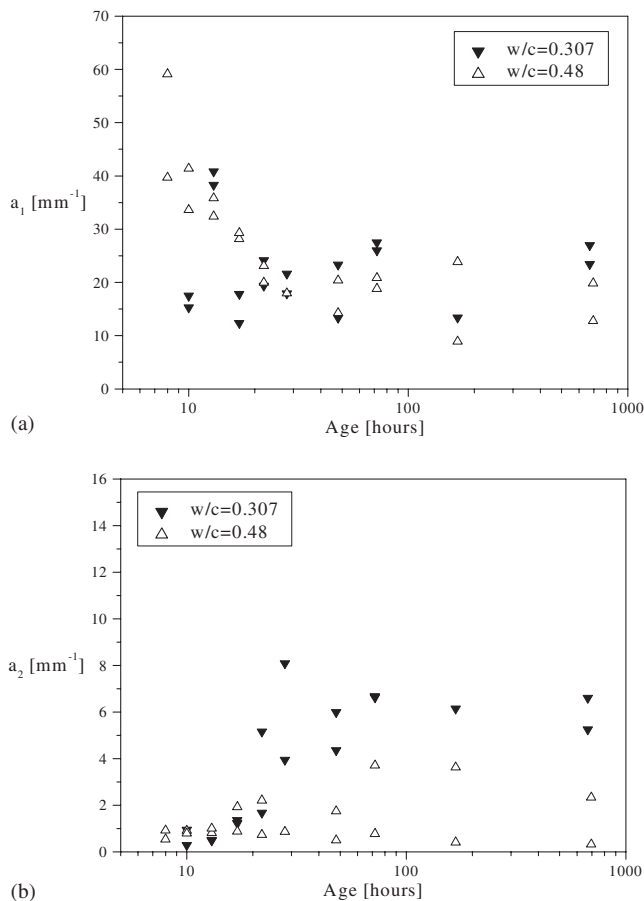 70
60
50
40
30
20
10
0
a₁ [mm⁻¹]
▼ w/c=0.307
△ w/c=0.48
10 100 1000
Age [hours]
(a)
16
14
12
10
8
6
4
2
0
a₂ [mm⁻¹]
▼ w/c=0.307
△ w/c=0.48
10 100 1000
Age [hours]
(b)